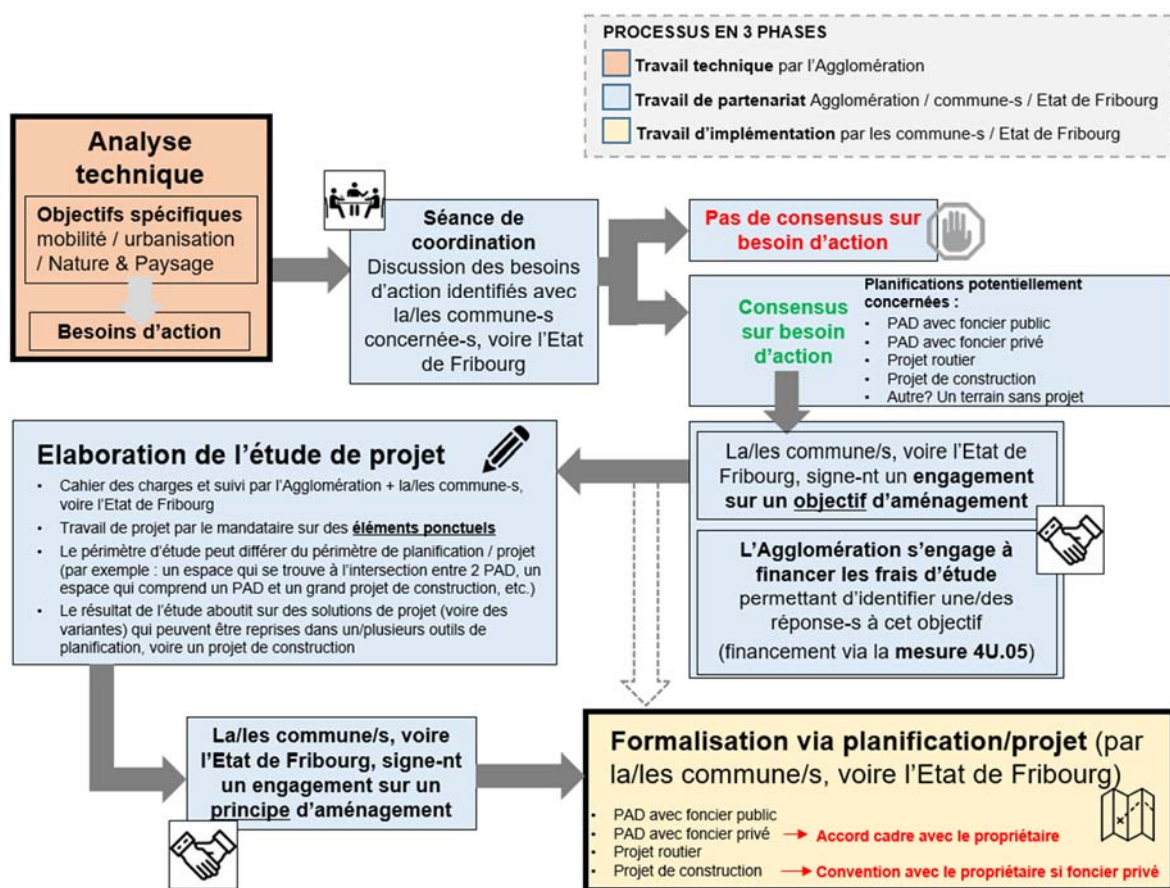 PROCESSUS EN 3 PHASES
Travail technique par l’Agglomération
Travail de partenariat Agglomération / commune-s / Etat de Fribourg
Travail d’implémentation par les commune-s / Etat de Fribourg
Analyse
technique
Objectifs spécifiques
mobilité / urbanisation
/ Nature & Paysage
Besoins d’action
Séance de
coordination
Discussion des besoins
d’action identifiés avec
la/les commune-s
concernée-s, voire l’Etat
de Fribourg
Pas de consensus sur
besoin d’action
Consensus
sur besoin
d’action
Planifications potentiellement
concernées :
• PAD avec foncier public
• PAD avec foncier privé
• Projet routier
• Projet de construction
• Autre? Un terrain sans projet
La/les commune/s, voire l’Etat de
Fribourg, signe-nt un engagement
sur un objectif d’aménagement
L’Agglomération s’engage à
financer les frais d’étude
permettant d’identifier une/des
réponse-s à cet objectif
(financement via la mesure 4U.05)
Elaboration de l’étude de projet
• Cahier des charges et suivi par l’Agglomération + la/les commune-s,
voire l’Etat de Fribourg
• Travail de projet par le mandataire sur des éléments ponctuels
• Le périmètre d’étude peut différer du périmètre de planification / projet
(par exemple : un espace qui se trouve à l’intersection entre 2 PAD, un
espace qui comprend un PAD et un grand projet de construction, etc.)
• Le résultat de l’étude aboutit sur des solutions de projet (voire des
variantes) qui peuvent être reprises dans un/plusieurs outils de
planification, voire un projet de construction
La/les commune/s, voire
l’Etat de Fribourg, signe-nt
un engagement sur un
principe d’aménagement
Formalisation via planification/projet (par
la/les commune/s, voire l’Etat de Fribourg)
• PAD avec foncier public
• PAD avec foncier privé → Accord cadre avec le propriétaire
• Projet routier
• Projet de construction → Convention avec le propriétaire si foncier privé